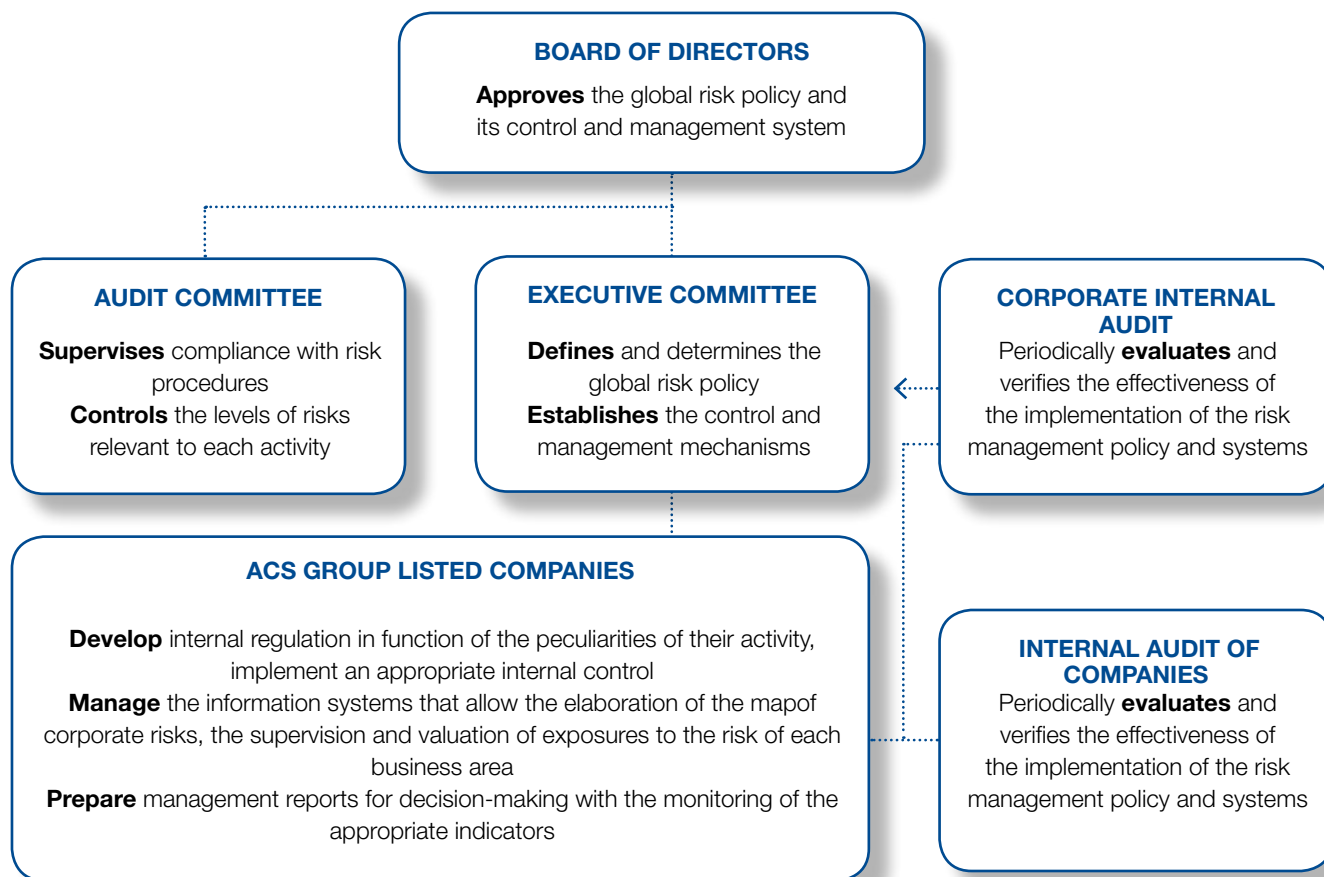 BOARD OF DIRECTORS
Approves the global risk policy and
its control and management system
AUDIT COMMITTEE
Supervises compliance with risk
procedures
Controls the levels of risks
relevant to each activity
EXECUTIVE COMMITTEE
Defines and determines the
global risk policy
Establishes the control and
management mechanisms
CORPORATE INTERNAL
AUDIT
Periodically evaluates and
verifies the effectiveness of
the implementation of the risk
management policy and systems
ACS GROUP LISTED COMPANIES
Develop internal regulation in function of the peculiarities of their activity,
implement an appropriate internal control
Manage the information systems that allow the elaboration of the mapof
corporate risks, the supervision and valuation of exposures to the risk of each
business area
Prepare management reports for decision-making with the monitoring of the
appropriate indicators
INTERNAL AUDIT OF
COMPANIES
Periodically evaluates and
verifies the effectiveness of
the implementation of the risk
management policy and systems